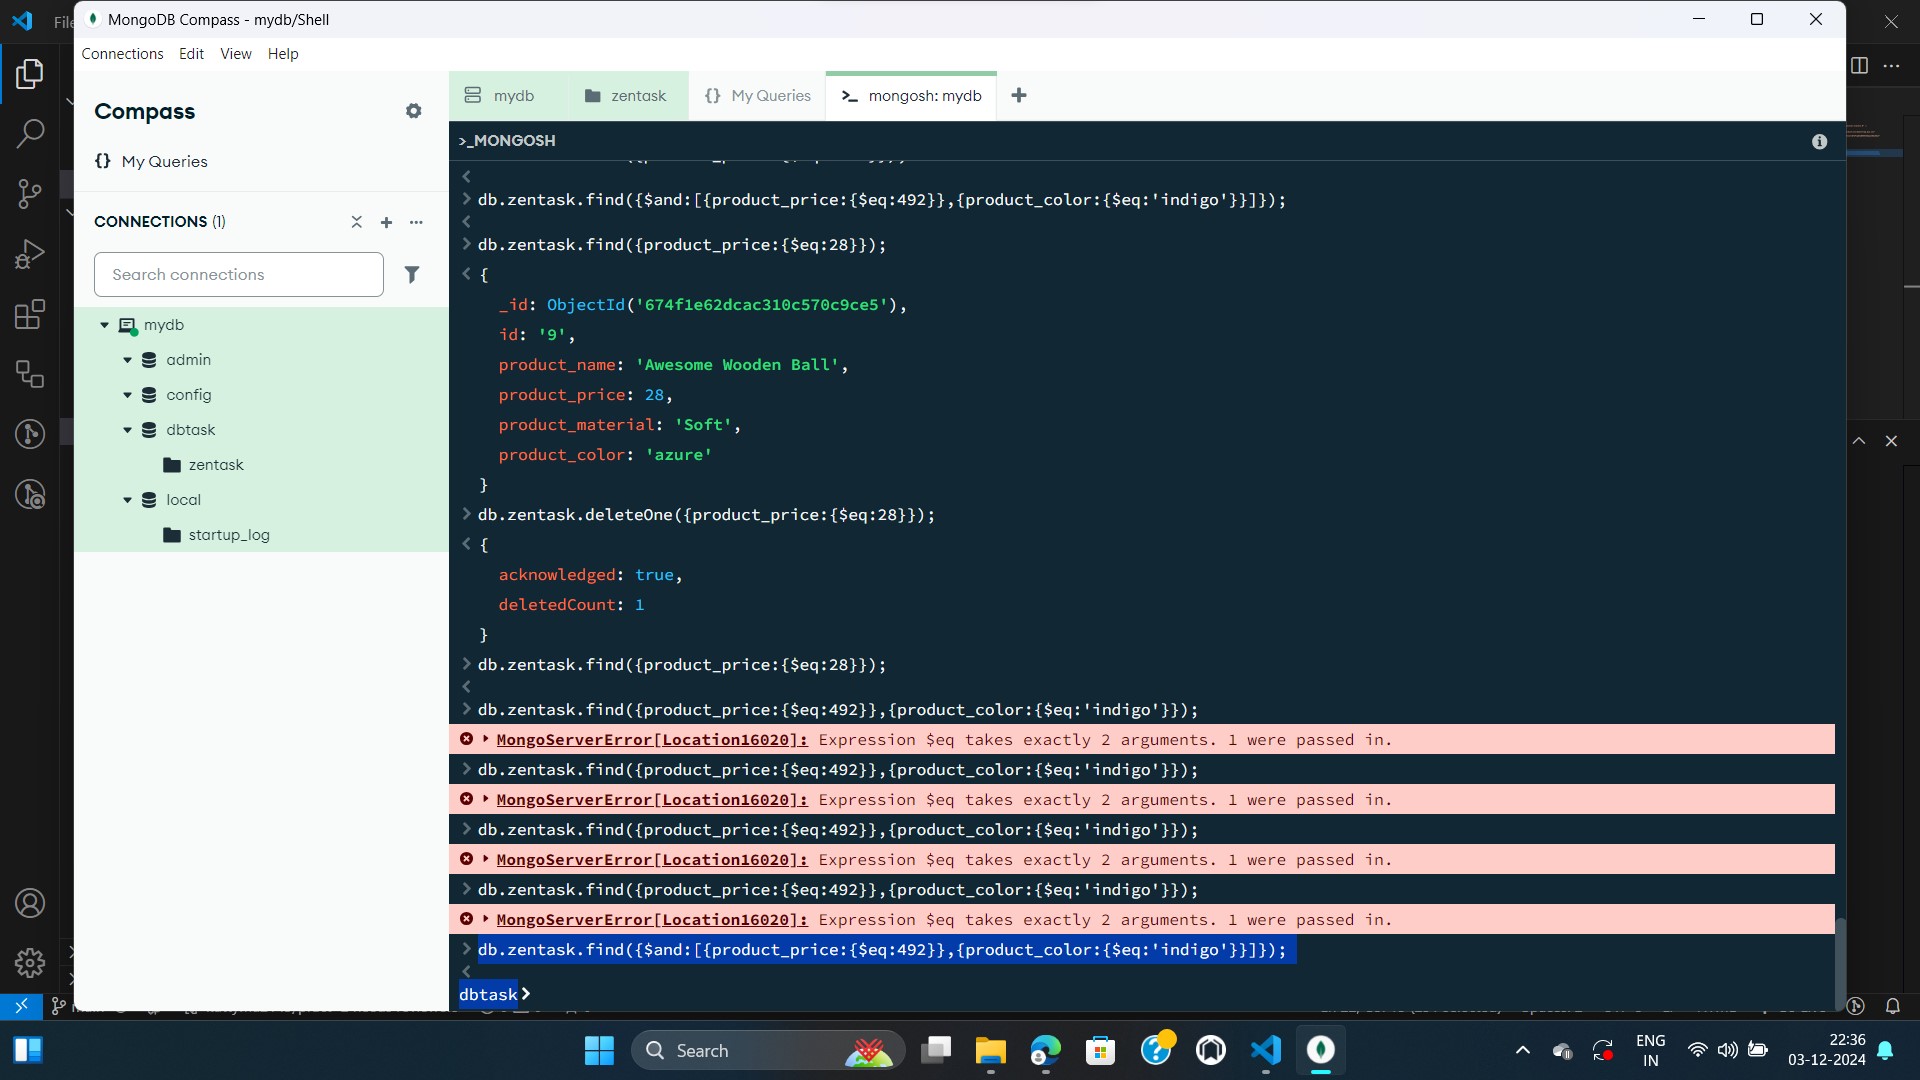 File
MongoDB Compass - mydb/Shell
Connections Edit View Help
Compass
My Queries
CONNECTIONS (1)
Search connections
mydb
admin
config
dbtask
zentask
local
startup_log
mydb
zentask
{} My Queries
>_ mongosh: mydb
>_MONGOSH
db.zentask.find({$and:[{product_price:{$eq:492}},{product_color:{$eq:'indigo'}}]});
db.zentask.find({product_price:{$eq:28}});
{
_id: ObjectId('674f1e62dcac310c570c9ce5'),
id: '9',
product_name: 'Awesome Wooden Ball',
product_price: 28,
product_material: 'Soft',
product_color: 'azure'
}
db.zentask.deleteOne({product_price:{$eq:28}});
{
acknowledged: true,
deletedCount: 1
}
db.zentask.find({product_price:{$eq:28}});
db.zentask.find({product_price:{$eq:492}},{product_color:{$eq:'indigo'}});
MongoServerError[Location16020]: Expression $eq takes exactly 2 arguments. 1 were passed in.
db.zentask.find({product_price:{$eq:492}},{product_color:{$eq:'indigo'}});
MongoServerError[Location16020]: Expression $eq takes exactly 2 arguments. 1 were passed in.
db.zentask.find({product_price:{$eq:492}},{product_color:{$eq:'indigo'}});
MongoServerError[Location16020]: Expression $eq takes exactly 2 arguments. 1 were passed in.
db.zentask.find({product_price:{$eq:492}},{product_color:{$eq:'indigo'}});
MongoServerError[Location16020]: Expression $eq takes exactly 2 arguments. 1 were passed in.
db.zentask.find({$and:[{product_price:{$eq:492}},{product_color:{$eq:'indigo'}}]});
dbtask>
Search
ENG
IN
22:36
03-12-2024